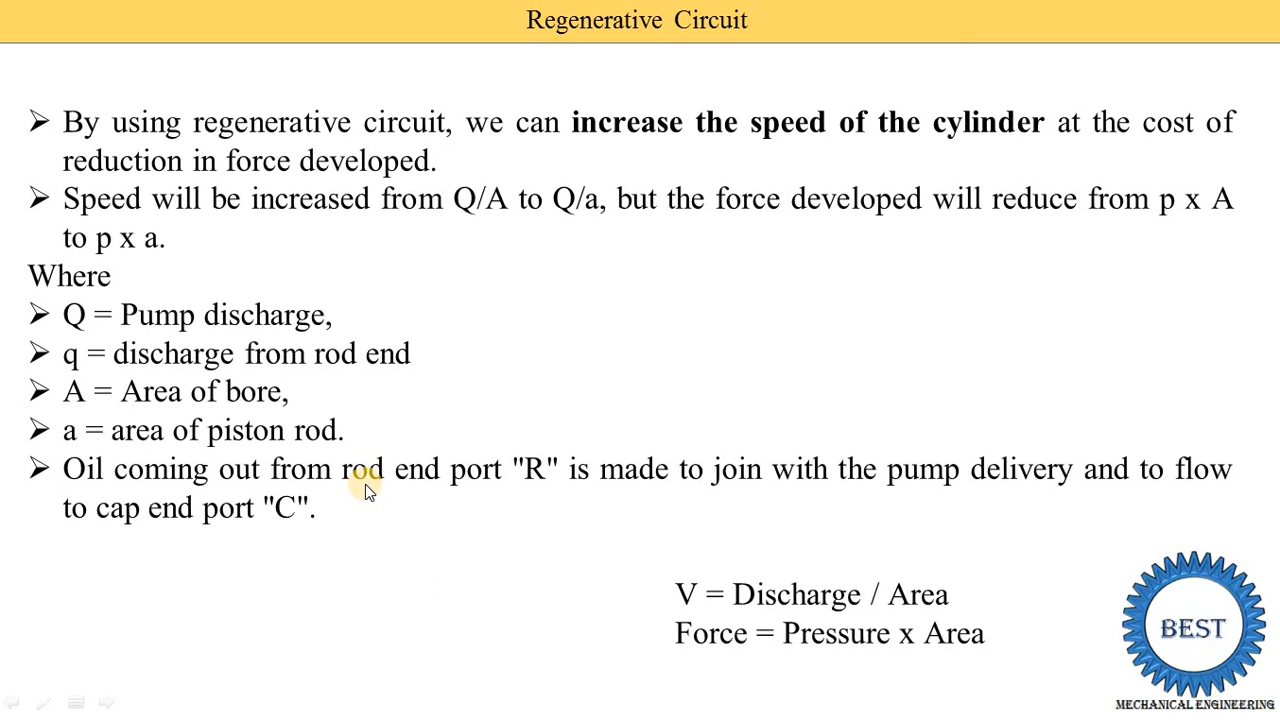 Regenerative Circuit
➤ By using regenerative circuit, we can increase the speed of the cylinder at the cost of
reduction in force developed.
➤ Speed will be increased from Q/A to Q/a, but the force developed will reduce from p x A
to p x a.
Where
➤ Q = Pump discharge,
➤ q = discharge from rod end
➤ A = Area of bore,
➤ a = area of piston rod.
➤ Oil coming out from rod end port "R" is made to join with the pump delivery and to flow
to cap end port "C".
V = Discharge / Area
Force = Pressure x Area
BEST
MECHANICAL ENGINEERING